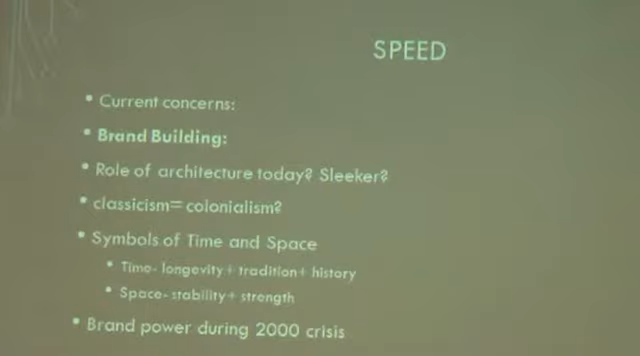 SPEED
• Current concerns:
• Brand Building:
• Role of architecture today? Sleeker?
• classicism= colonialism?
• Symbols of Time and Space
• Time- longevity+ tradition+ history
• Space- stability+ strength
• Brand power during 2000 crisis